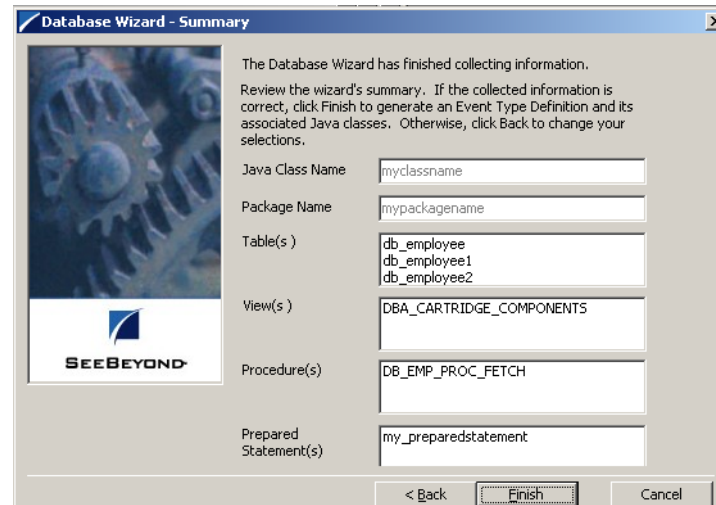 Database Wizard - Summary
The Database Wizard has finished collecting information.
Review the wizard's summary. If the collected information is
correct, click Finish to generate an Event Type Definition and its
associated Java classes. Otherwise, click Back to change your
selections.
Java Class Name
myclassname
Package Name
mypackagename
Table(s )
db_employee
db_employee1
db_employee2
View(s )
DBA_CARTRIDGE_COMPONENTS
SEEBEYOND
Procedure(s)
DB_EMP_PROC_FETCH
Prepared
Statement(s)
my_preparedstatement
< Back
Finish
Cancel